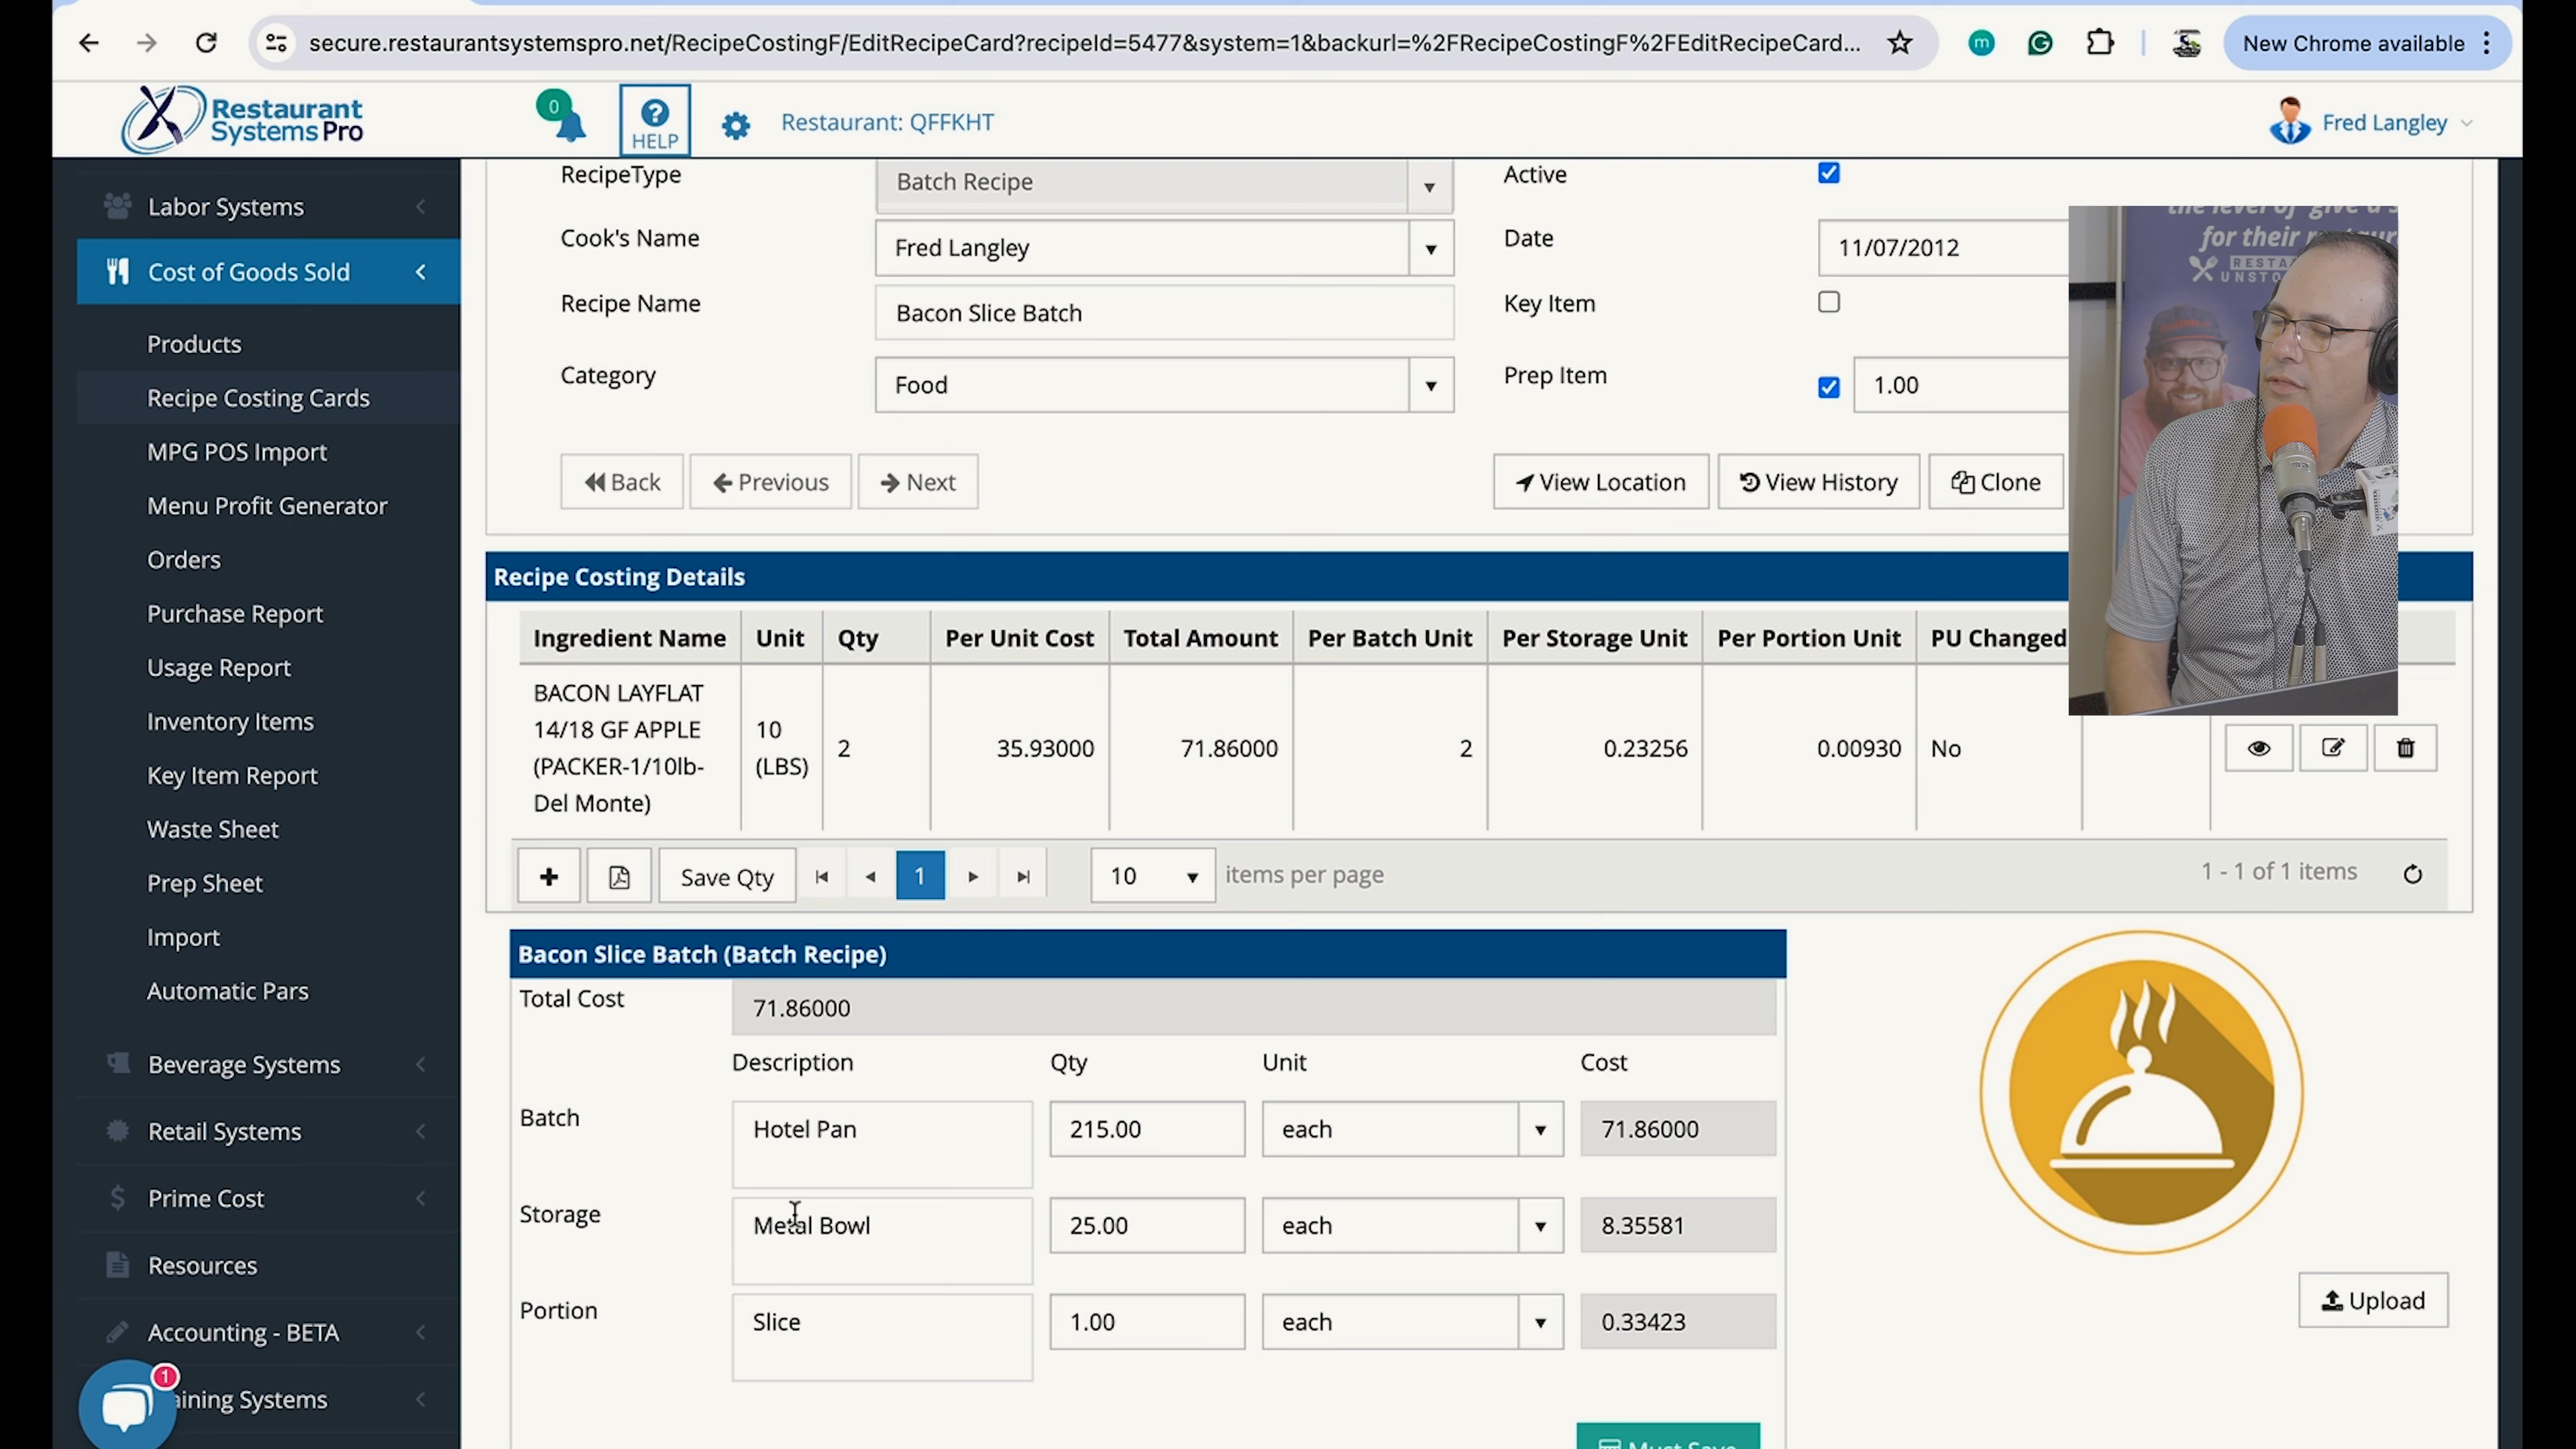 secure.restaurantsystemspro.net/RecipeCostingF/EditRecipeCard?recipeId=5477&system=1&backurl=%2FRecipeCostingF%2FEditRecipeCard...
m
New Chrome available
Restaurant
Systems Pro
0
HELP
Restaurant: QFFKHT
Fred Langley
Labor Systems
Cost of Goods Sold
Products
Recipe Costing Cards
MPG POS Import
Menu Profit Generator
Orders
Purchase Report
Usage Report
Inventory Items
Key Item Report
Waste Sheet
Prep Sheet
Import
Automatic Pars
Beverage Systems
Retail Systems
Prime Cost
Resources
Accounting - BETA
aining Systems
1
RecipeType
Batch Recipe
Active
Cook's Name
Fred Langley
Date
11/07/2012
Recipe Name
Bacon Slice Batch
Key Item
Category
Food
Prep Item
1.00
Back
Previous
Next
View Location
View History
Clone
for their
Recipe Costing Details
Ingredient Name Unit Qty Per Unit Cost Total Amount Per Batch Unit Per Storage Unit Per Portion Unit PU Changed
BACON LAYFLAT
14/18 GF APPLE
(PACKER-1/10lb-
Del Monte)
10
(LBS)
2
35.93000
71.86000
2
0.23256
0.00930
No
Save Qty
1
10
items per page
1 - 1 of 1 items
Bacon Slice Batch (Batch Recipe)
Total Cost
71.86000
Description Qty Unit Cost
Batch
Hotel Pan
215.00
each
71.86000
Storage
Metal Bowl
25.00
each
8.35581
Portion
Slice
1.00
each
0.33423
Upload
Must Save